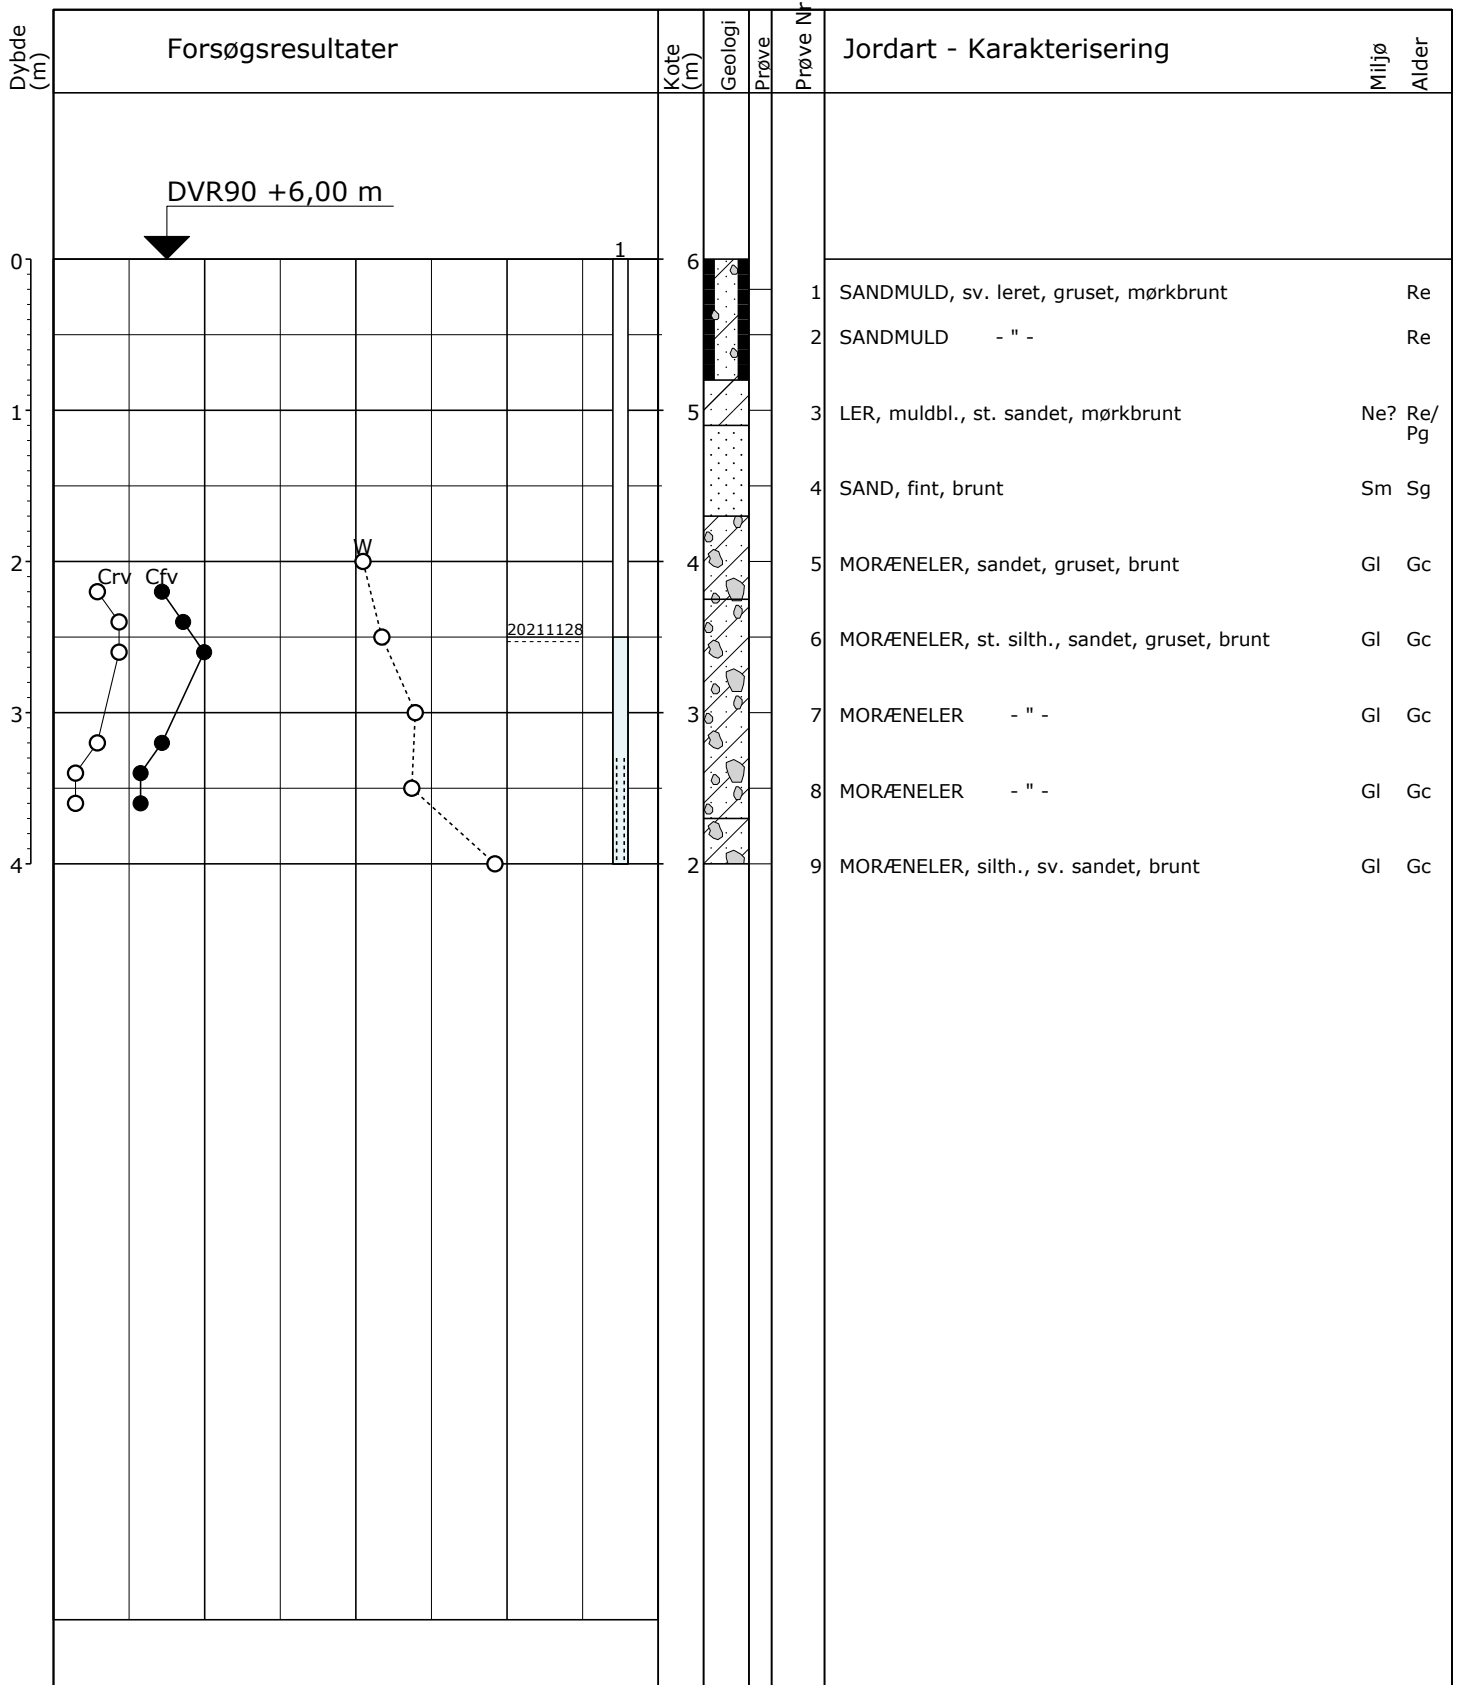 Dybde
(m)
Forsøgsresultater
Kote
(m)
Geologi
Prøve
Prøve Nr
Jordart - Karakterisering
Miljø
Alder
DVR90 +6,00 m
1
0
6
1 SANDMULD, sv. leret, gruset, mørkbrunt Re
2 SANDMULD - " - Re
1
5
3 LER, muldbl., st. sandet, mørkbrunt Ne? Re/
Pg
4 SAND, fint, brunt Sm Sg
W
2
4
5 MORÆNELER, sandet, gruset, brunt Gl Gc
Crv Cfv
20211128
6 MORÆNELER, st. silth., sandet, gruset, brunt Gl Gc
3
3
7 MORÆNELER - " - Gl Gc
8 MORÆNELER - " - Gl Gc
4
2
9 MORÆNELER, silth., sv. sandet, brunt Gl Gc